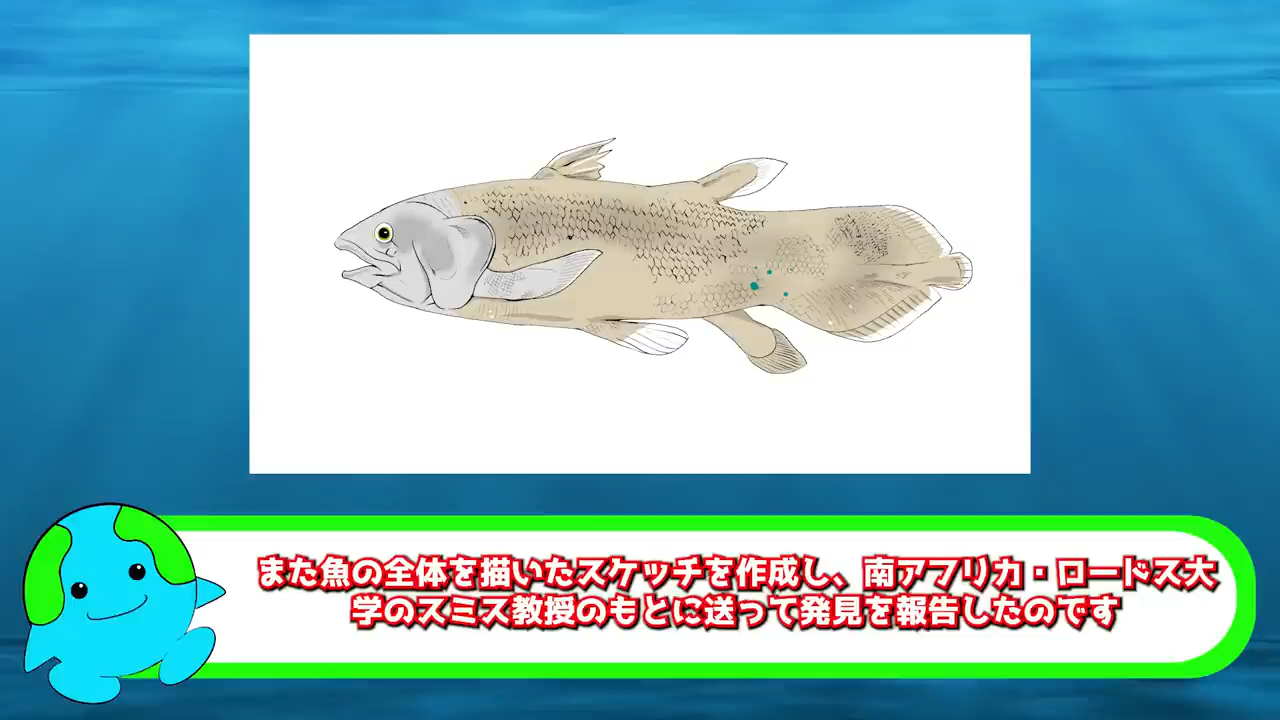 また魚の全体を描いたスケッチを作成し、南アフリカ・ロードス大
学のスミス教授のもとに送って発見を報告したのです